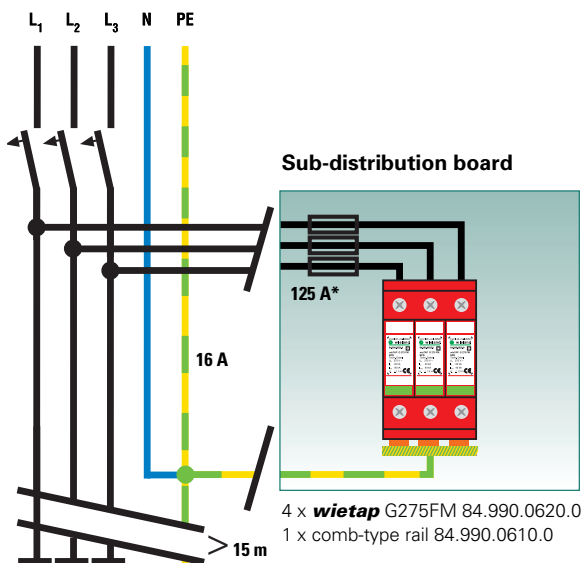 L1 L2 L3 N PE
Sub-distribution board
125 A*
16 A
15 m
4 x wietap G275FM 84.990.0620.0
1 x comb-type rail 84.990.0610.0